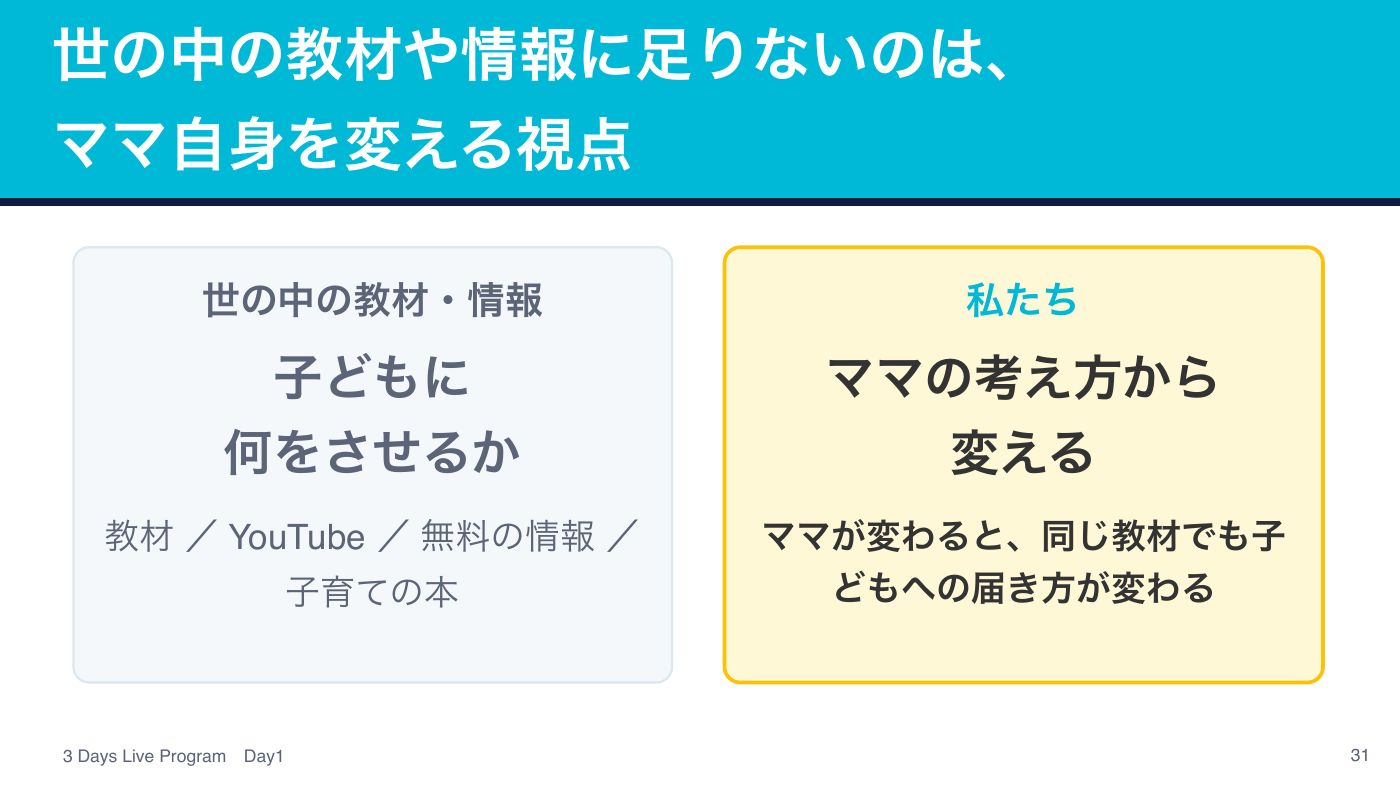 世の中の教材や情報に足りないのは、
ママ自身を変える視点
世の中の教材・情報
子どもに
何をさせるか
教材 ／ YouTube ／ 無料の情報 ／
子育ての本
私たち
ママの考え方から
変える
ママが変わると、同じ教材でも子
どもへの届き方が変わる
3 Days Live Program　Day1
31